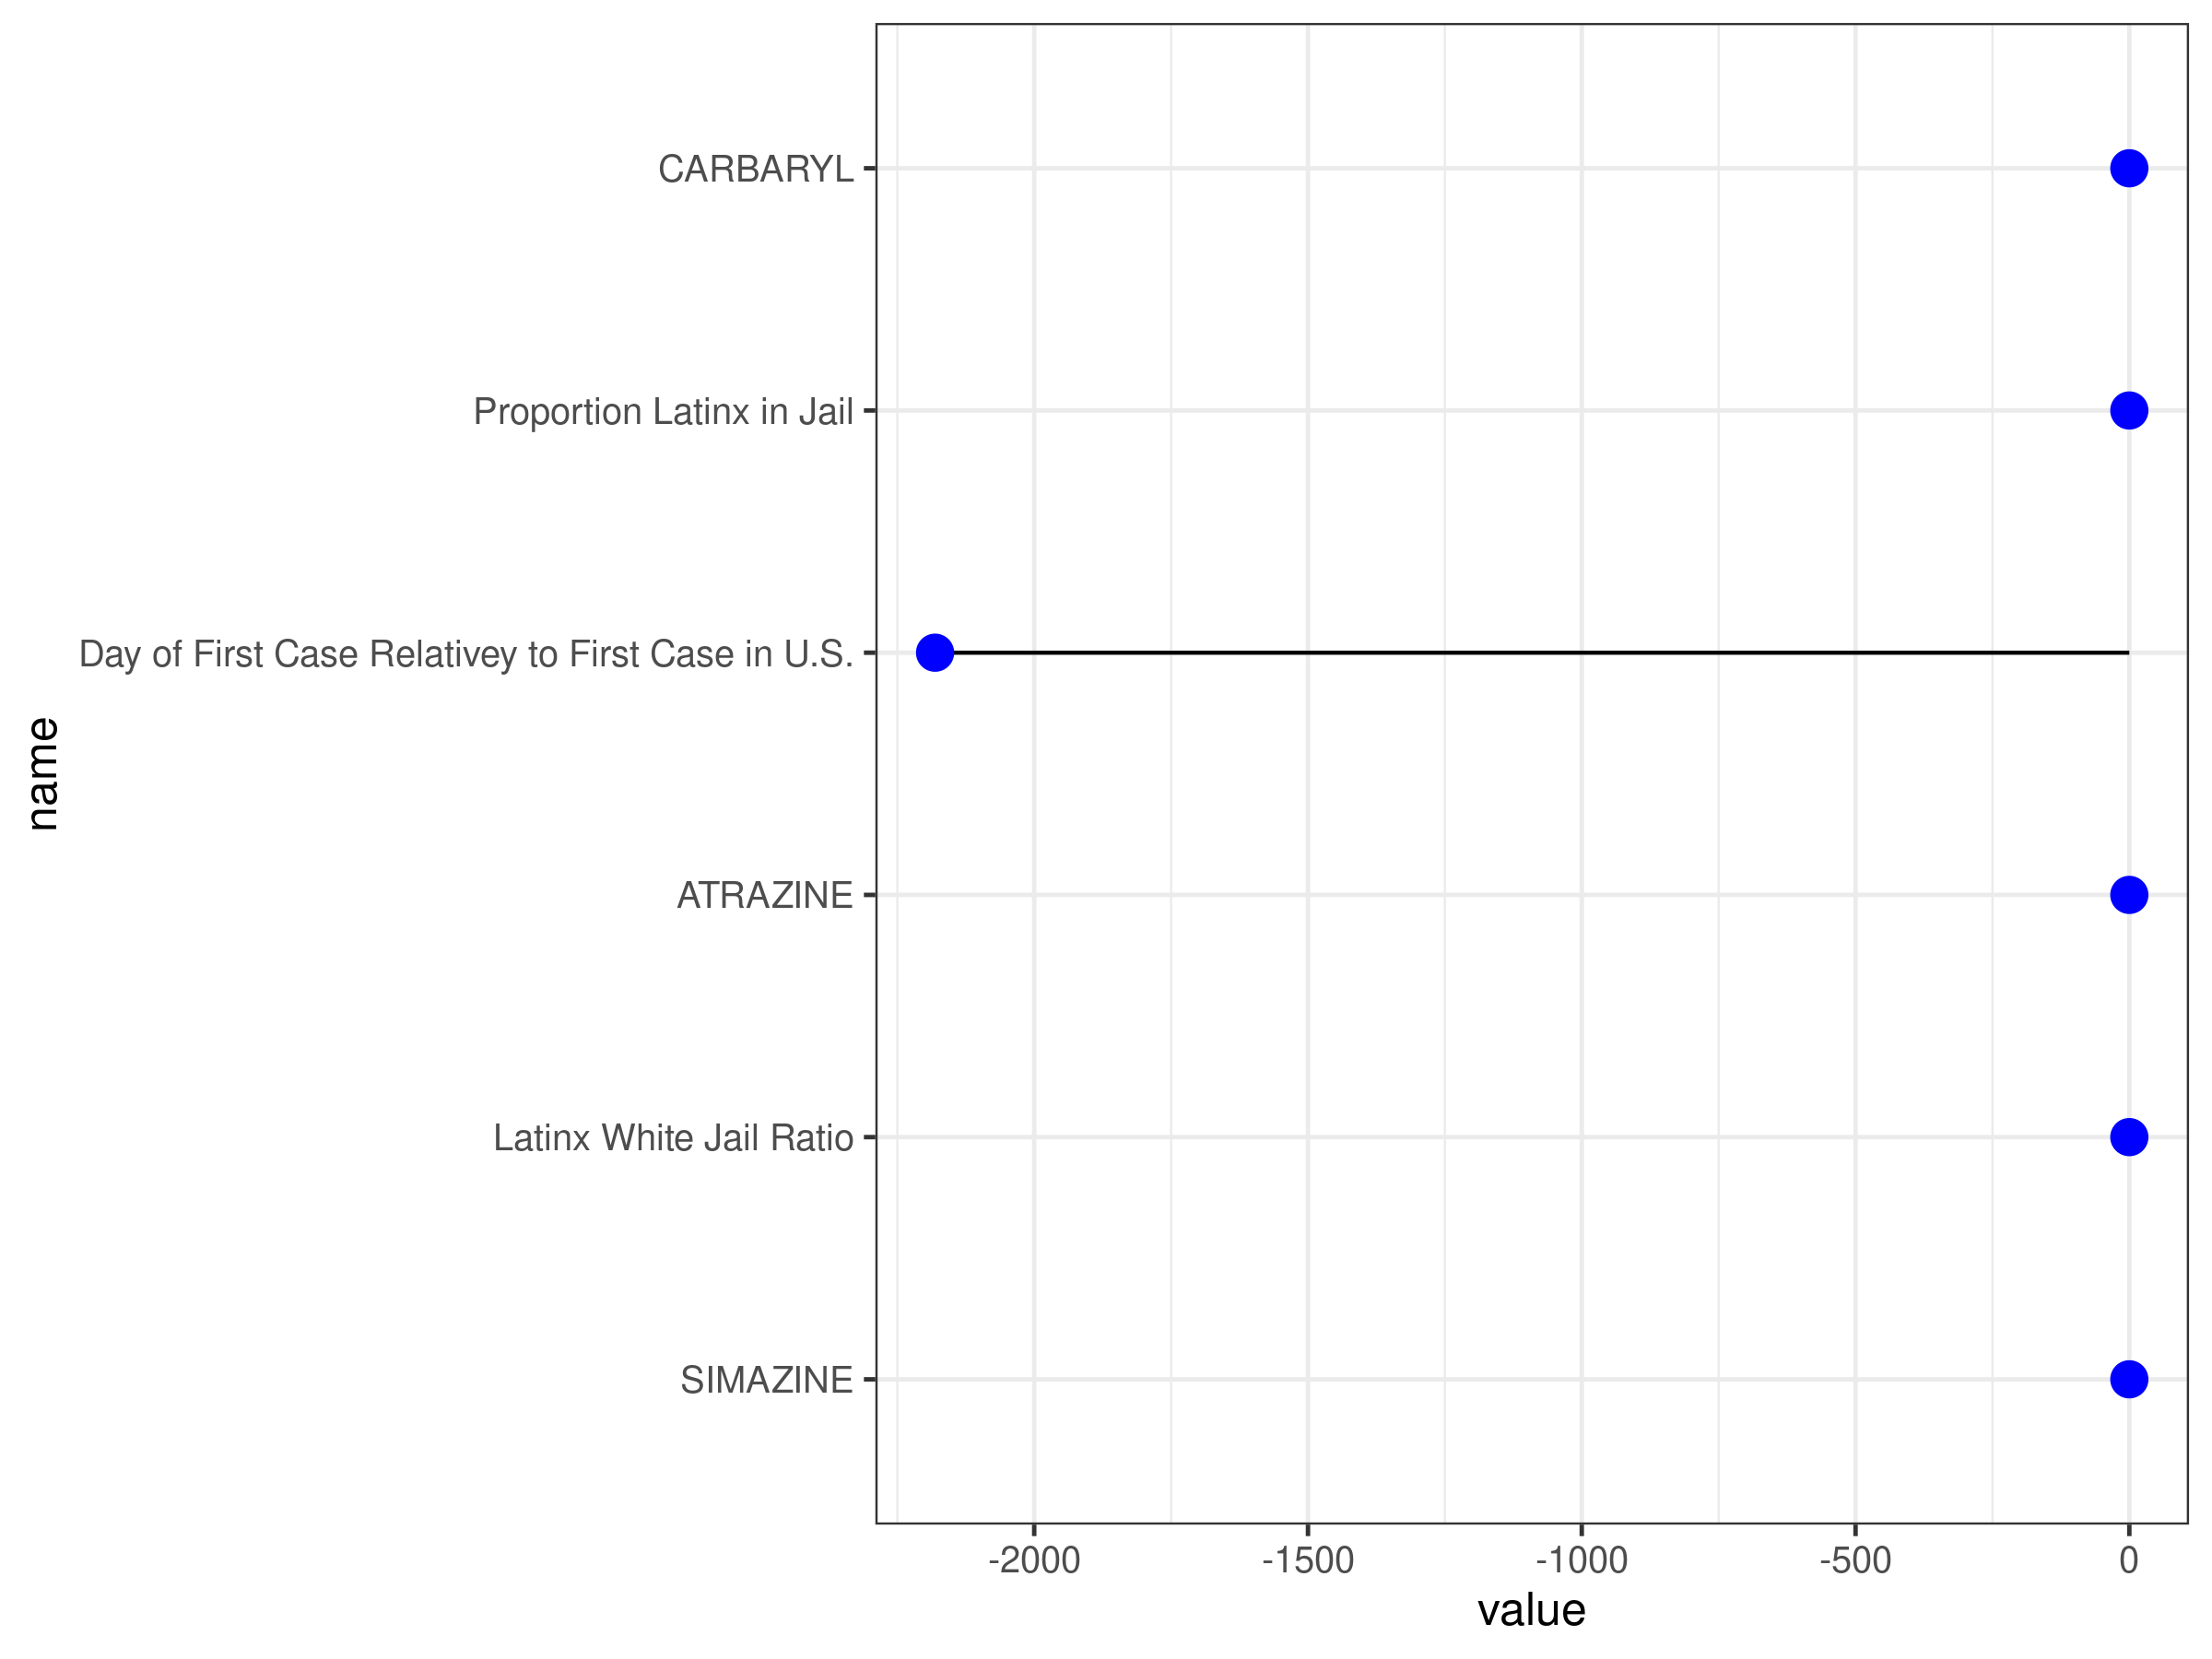 CARBARYL
Proportion Latinx in Jail
Day of First Case Relativey to First Case in U.S.
ATRAZINE
Latinx White Jail Ratio
SIMAZINE
name
-2000 -1500 -1000 -500 0
value